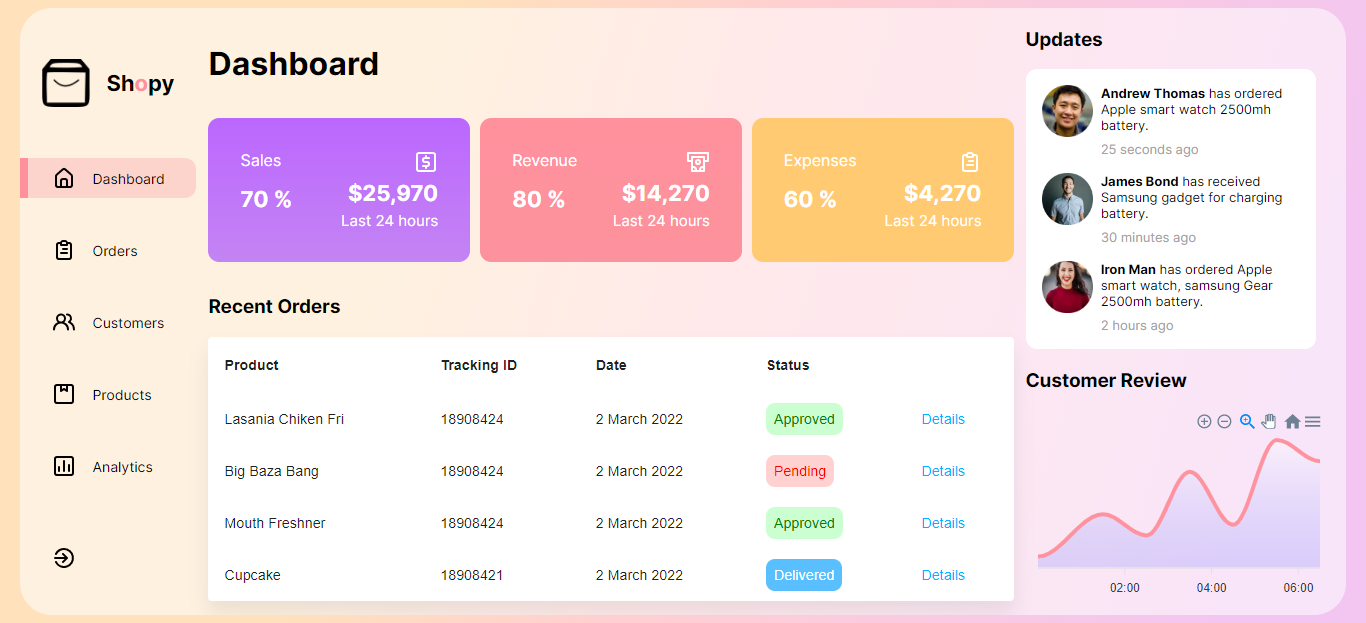 Shopy
Dashboard
Orders
Customers
Products
Analytics
Dashboard
Sales
70 %
$25,970
Last 24 hours
Revenue
80 %
$14,270
Last 24 hours
Expenses
60 %
$4,270
Last 24 hours
Recent Orders
Product Tracking ID Date Status
Lasania Chiken Fri 18908424 2 March 2022 Approved Details
Big Baza Bang 18908424 2 March 2022 Pending Details
Mouth Freshner 18908424 2 March 2022 Approved Details
Cupcake 18908421 2 March 2022 Delivered Details
Updates
Andrew Thomas has ordered
Apple smart watch 2500mh
battery.
25 seconds ago
James Bond has received
Samsung gadget for charging
battery.
30 minutes ago
Iron Man has ordered Apple
smart watch, samsung Gear
2500mh battery.
2 hours ago
Customer Review
02:00 04:00 06:00